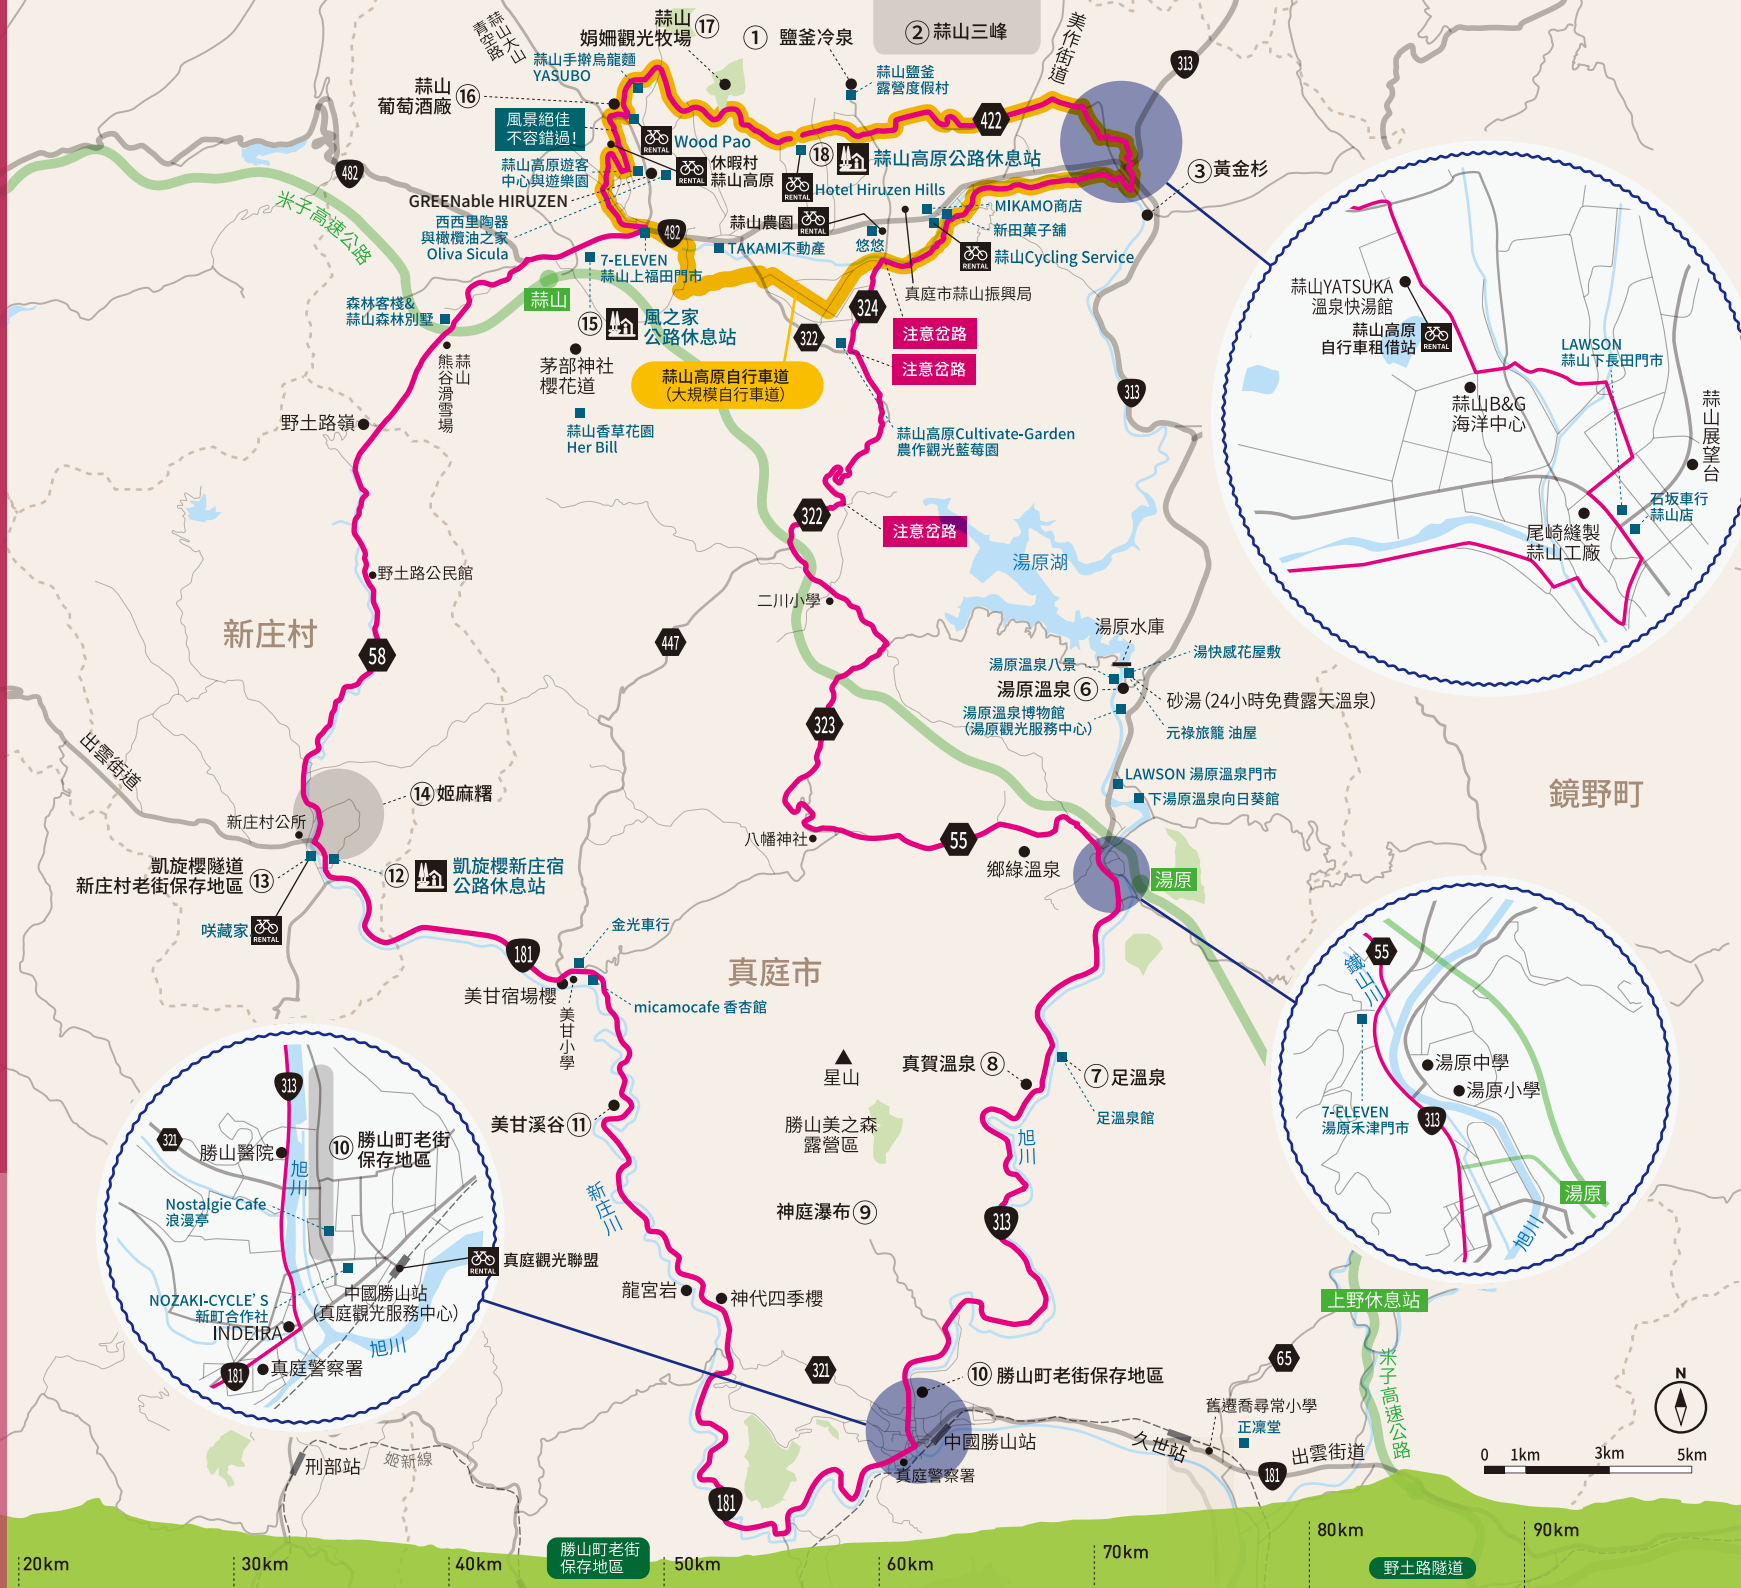 蒜山大山
青空路
蒜山
娟姍觀光牧場
⑰
① 鹽釜冷泉
② 蒜山三峰
美作街道
313
蒜山手擀烏龍麵
YASUBO
蒜山鹽釜
露營度假村
蒜山
葡萄酒廠
⑯
風景絕佳
不容錯過!
422
482
RENTAL
Wood Pao
RENTAL
休暇村
蒜山高原
⑱
蒜山高原公路休息站
③ 黃金杉
蒜山高原遊客
中心與遊樂園
RENTAL
Hotel Hiruzen Hills
GREENable HIRUZEN
米子高速公路
MIKAMO商店
西西里陶器
與橄欖油之家
Oliva Sicula
蒜山農園
RENTAL
482
悠悠
新田菓子舖
TAKAMI不動產
7-ELEVEN
蒜山上福田門市
RENTAL
蒜山Cycling Service
蒜山
森林客棧&
蒜山森林別墅
真庭市蒜山振興局
324
⑮
風之家
公路休息站
322
注意岔路
蒜山
熊谷滑雪場
茅部神社
櫻花道
蒜山高原自行車道
(大規模自行車道)
注意岔路
313
野土路嶺
蒜山香草花園
Her Bill
蒜山高原Cultivate-Garden
農作觀光藍莓園
322
注意岔路
湯原湖
野土路公民館
二川小學
新庄村
58
447
湯原水庫
湯原溫泉八景
湯快感花屋敷
湯原溫泉 ⑥
砂湯(24小時免費露天溫泉)
湯原溫泉博物館
(湯原觀光服務中心)
元祿旅籠 油屋
323
出雲街道
LAWSON 湯原溫泉門市
下湯原溫泉向日葵館
鏡野町
⑭ 姬麻糬
新庄村公所
八幡神社
55
鄉綠溫泉
湯原
凱旋櫻隧道
新庄村老街保存地區
⑬
⑫
凱旋櫻新庄宿
公路休息站
咲藏家
RENTAL
金光車行
181
真庭市
美甘宿場櫻
美甘小學
micamocafe 香杏館
星山
真賀溫泉 ⑧
⑦ 足溫泉
足溫泉館
美甘溪谷 ⑪
勝山美之森
露營區
旭川
新庄川
神庭瀑布 ⑨
313
龍宮岩
神代四季櫻
321
⑩ 勝山町老街保存地區
中國勝山站
真庭警察署
181
久世站
舊遷喬尋常小學
正凜堂
出雲街道
181
65
上野休息站
米子高速公路
刑部站
姬新線
N
0 1km 3km 5km
蒜山YATSUKA
溫泉快湯館
蒜山高原
自行車租借站
RENTAL
LAWSON
蒜山下長田門市
蒜山B&G
海洋中心
蒜山展望台
石坂車行
蒜山店
尾崎縫製
蒜山工廠
55
鐵山川
湯原中學
湯原小學
7-ELEVEN
湯原禾津門市
313
湯原
旭川
313
321
勝山醫院
旭川
⑩
勝山町老街
保存地區
Nostalgie Cafe
浪漫亭
RENTAL
真庭觀光聯盟
NOZAKI-CYCLE'S
新町合作社
中國勝山站
(真庭觀光服務中心)
INDEIRA
旭川
181
真庭警察署
20km
30km
40km
勝山町老街
保存地區
50km
60km
70km
80km
野土路隧道
90km